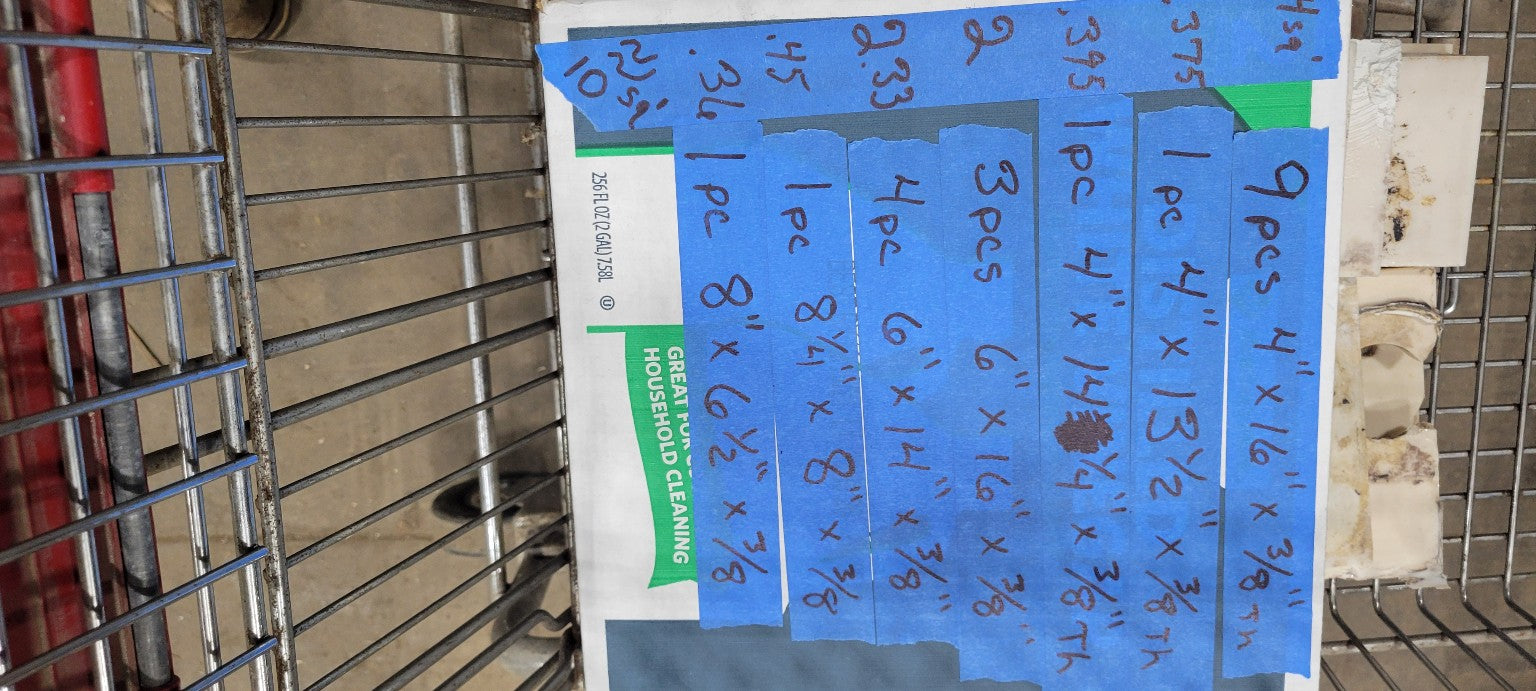 4 sq' 9 pcs 4" x 16" x 3/8" Th
.375 1 pc 4" x 13 1/2" x 3/8 Th
.395 1 pc 4" x 14 1/4" x 3/8" Th
2 3 pcs 6" x 16" x 3/8"
2.33 4 pc 6" x 14" x 3/8"
.45 1 pc 8 1/4" x 8" x 3/8
.36 1 pc 8" x 6 1/2" x 3/8
~/sq'
10
GREAT FOR
HOUSEHOLD CLEANING
256 FL OZ (2 GAL) 7.58L Ⓤ